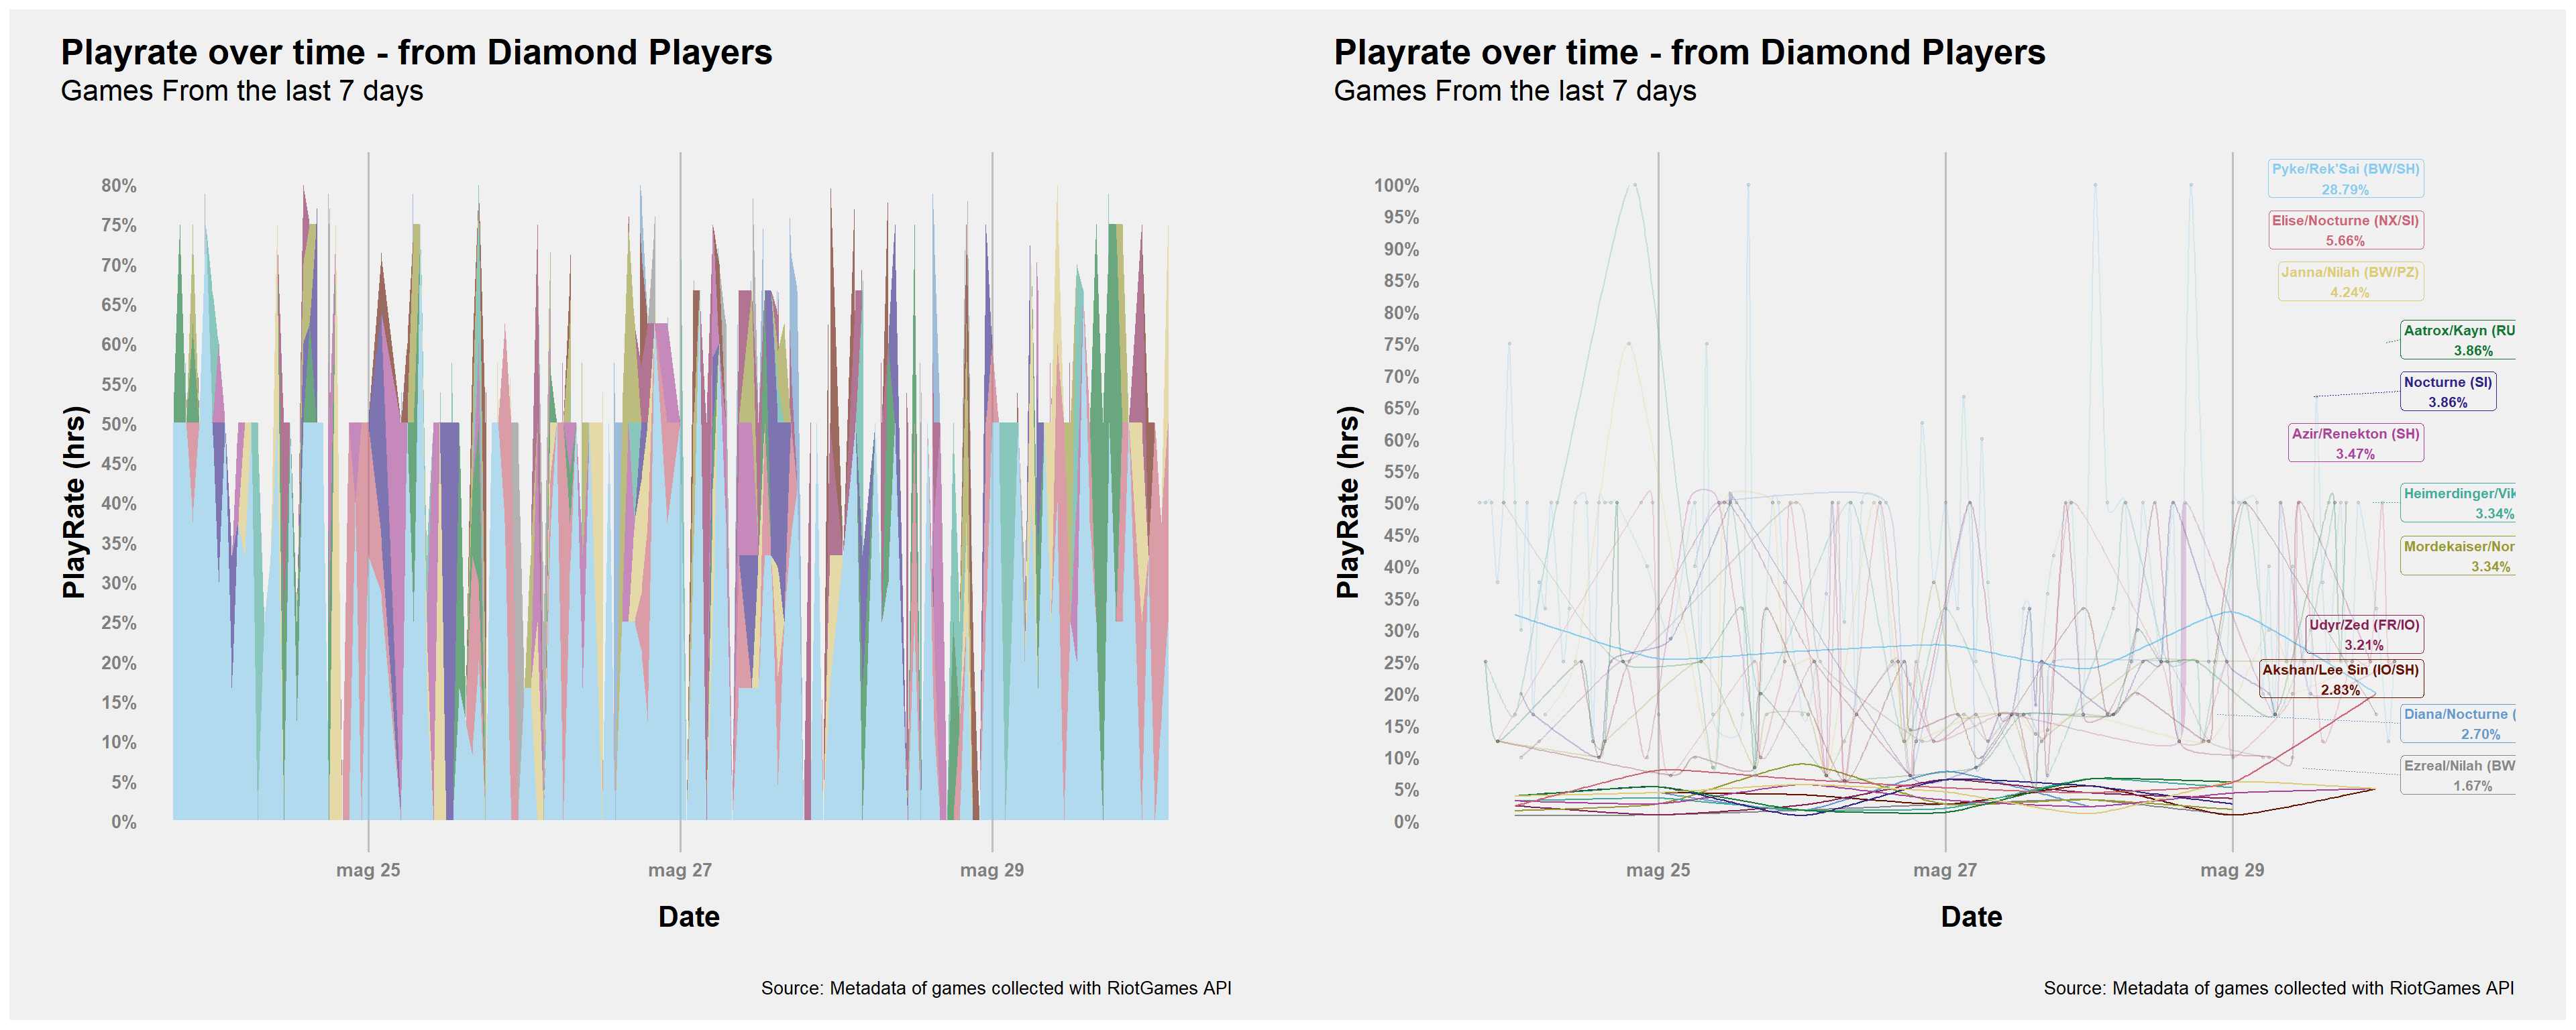 Playrate over time - from Diamond Players
Games From the last 7 days
80%
75%
70%
65%
60%
55%
50%
45%
40%
35%
30%
25%
20%
15%
10%
5%
0%
PlayRate (hrs)
mag 25
mag 27
mag 29
Date
Source: Metadata of games collected with RiotGames API
Playrate over time - from Diamond Players
Games From the last 7 days
100%
95%
90%
85%
80%
75%
70%
65%
60%
55%
50%
45%
40%
35%
30%
25%
20%
15%
10%
5%
0%
PlayRate (hrs)
Pyke/Rek'Sai (BW/SH)
28.79%
Elise/Nocturne (NX/SI)
5.66%
Janna/Nilah (BW/PZ)
4.24%
Aatrox/Kayn (RU
3.86%
Nocturne (SI)
3.86%
Azir/Renekton (SH)
3.47%
Heimerdinger/Vik
3.34%
Mordekaiser/Nor
3.34%
Udyr/Zed (FR/IO)
3.21%
Akshan/Lee Sin (IO/SH)
2.83%
Diana/Nocturne (
2.70%
Ezreal/Nilah (BW
1.67%
mag 25
mag 27
mag 29
Date
Source: Metadata of games collected with RiotGames API